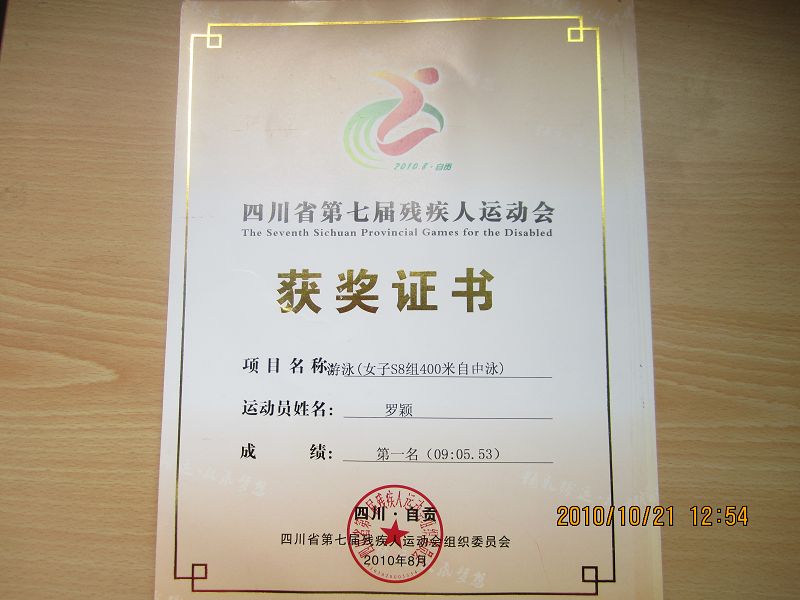 2010.8·自贡
四川省第七届残疾人运动会
The Seventh Sichuan Provincial Games for the Disabled
获奖证书
项目名称 游泳(女子S8组400米自由泳)
运动员姓名: 罗颖
成 绩: 第一名 (09:05.53)
四川·自贡
四川省第七届残疾人运动会组织委员会
2010年8月
2010/10/21 12:54